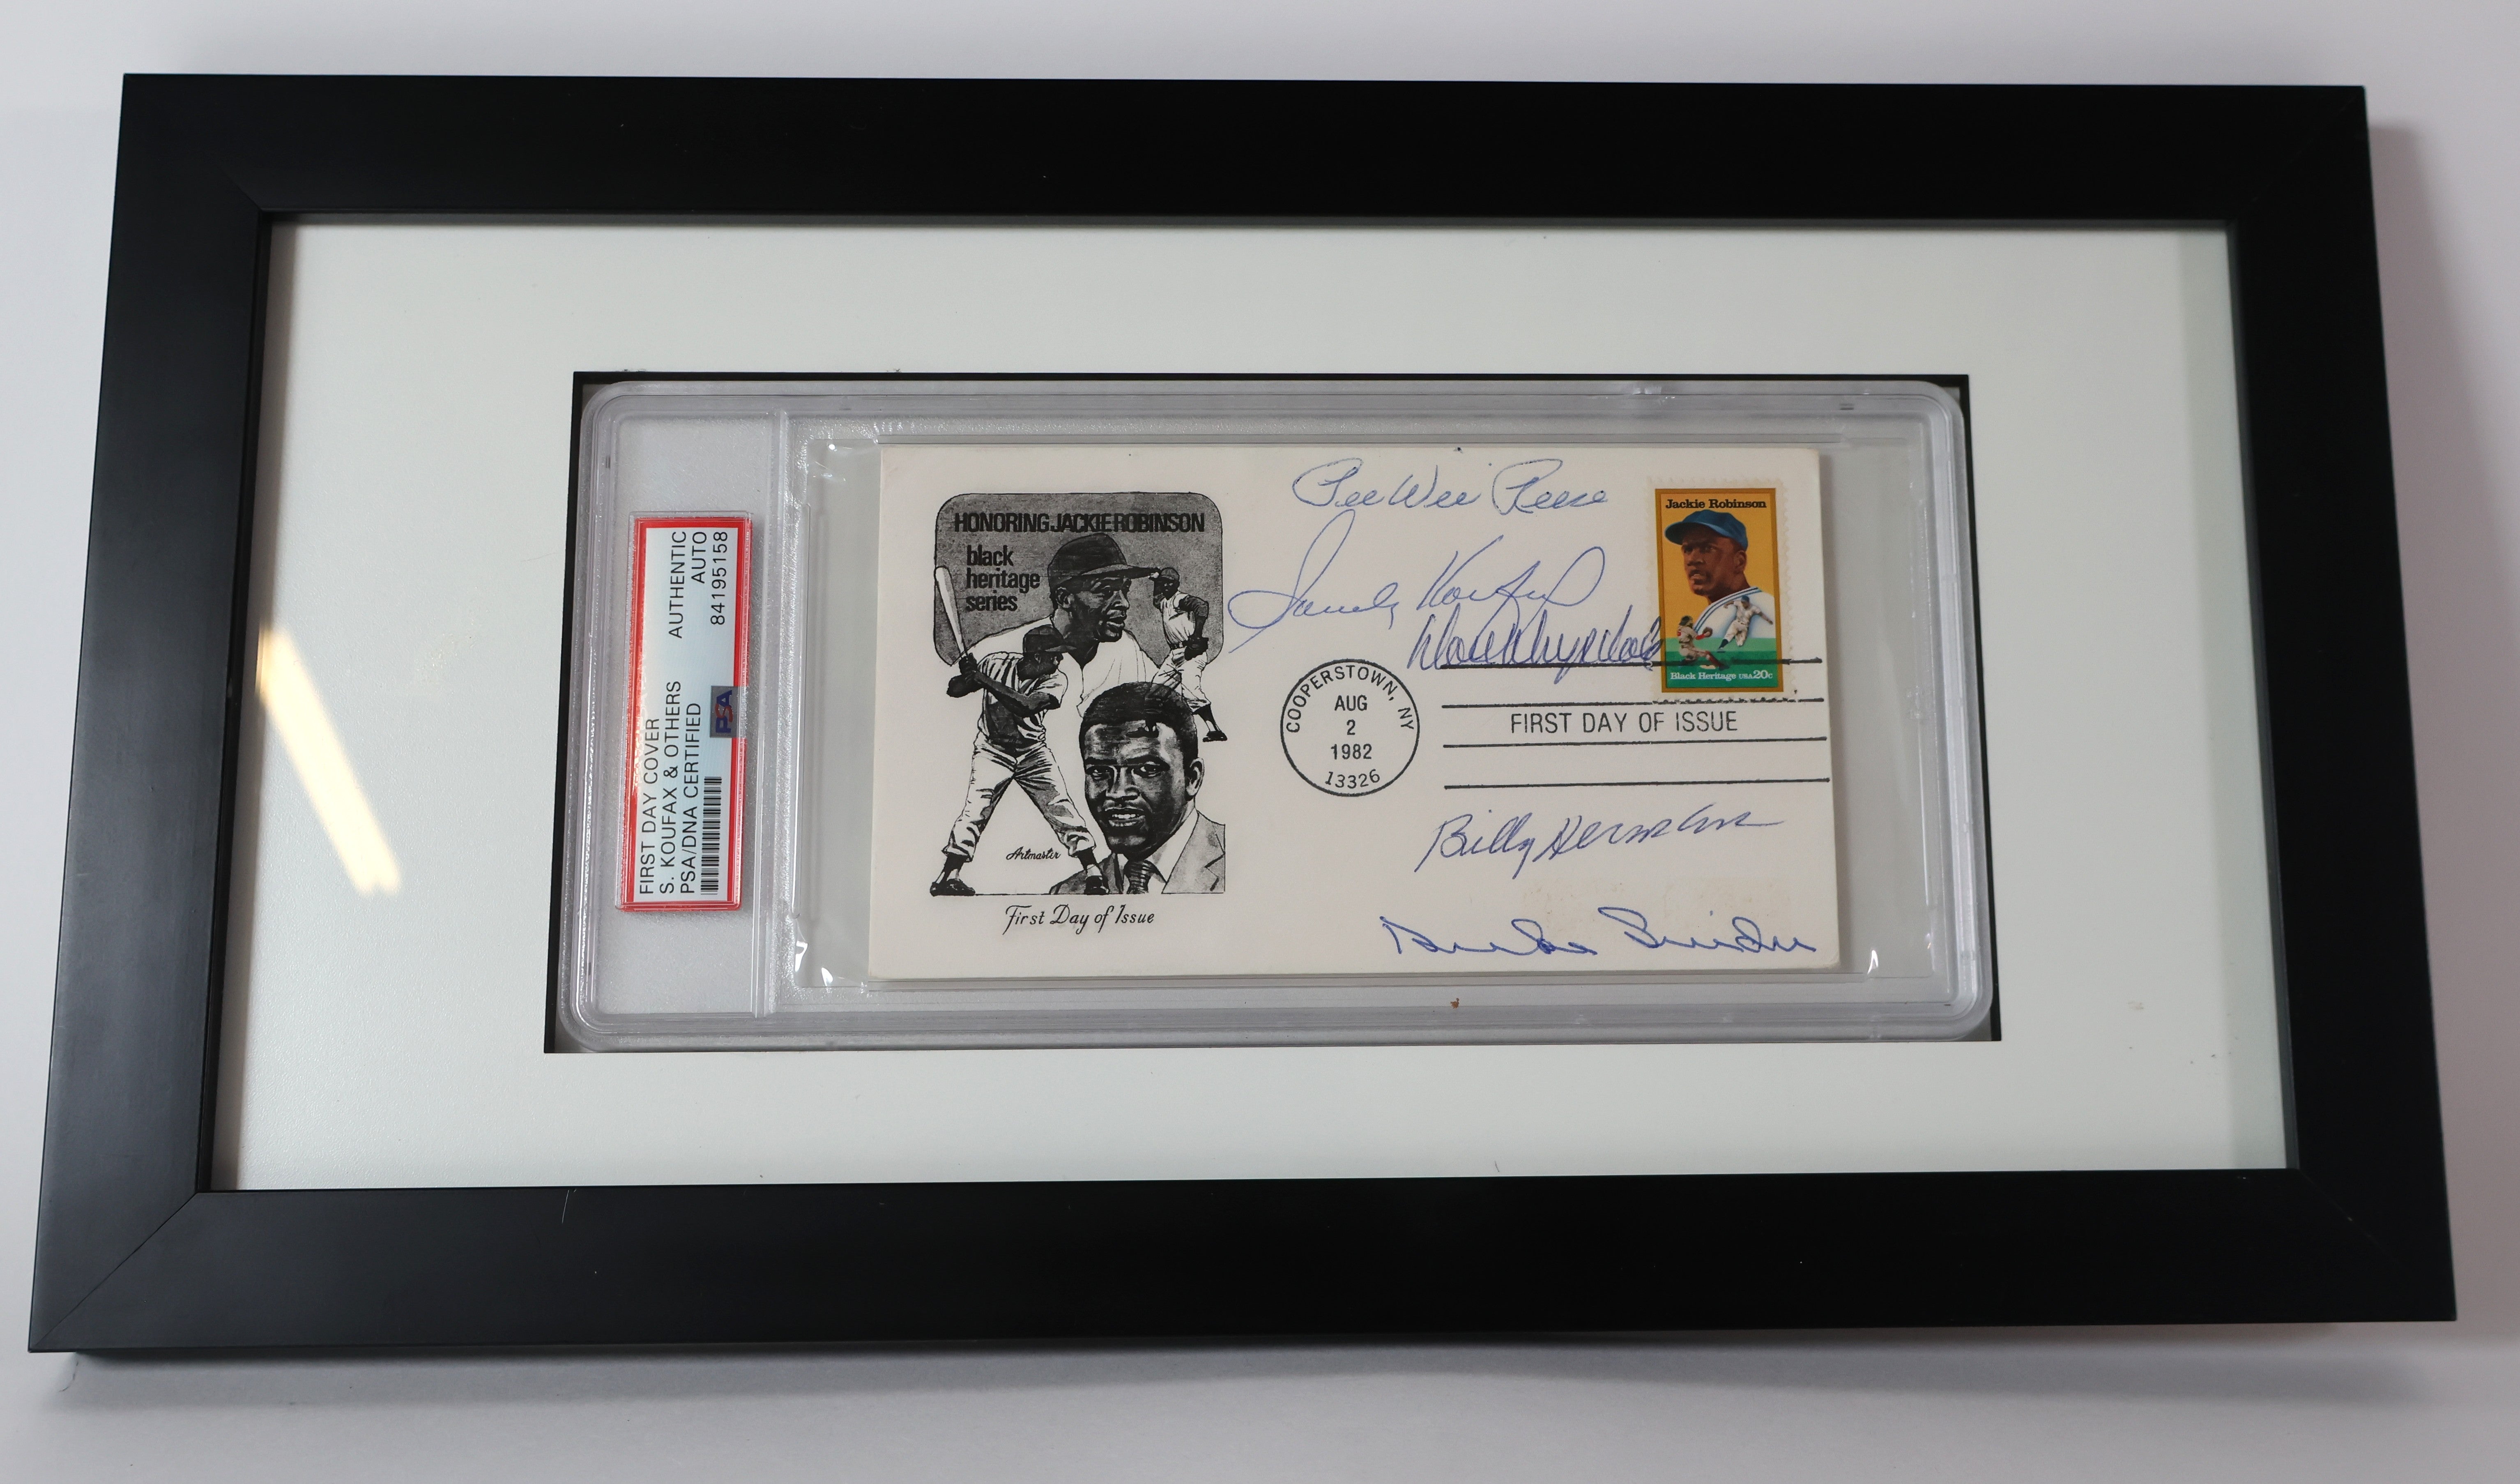 FIRST DAY COVER
S. KOUFAX & OTHERS AUTHENTIC
PSA/DNA CERTIFIED AUTO
84195158
PSA
HONORING JACKIE ROBINSON
black
heritage
series
Artmaster
First Day of Issue
Pee Wee Reese
Sandy Koufax
Don Drysdale
COOPERSTOWN, NY
AUG
2
1982
13326
Jackie Robinson
Black Heritage USA 20c
FIRST DAY OF ISSUE
Billy Herman
Duke Snider